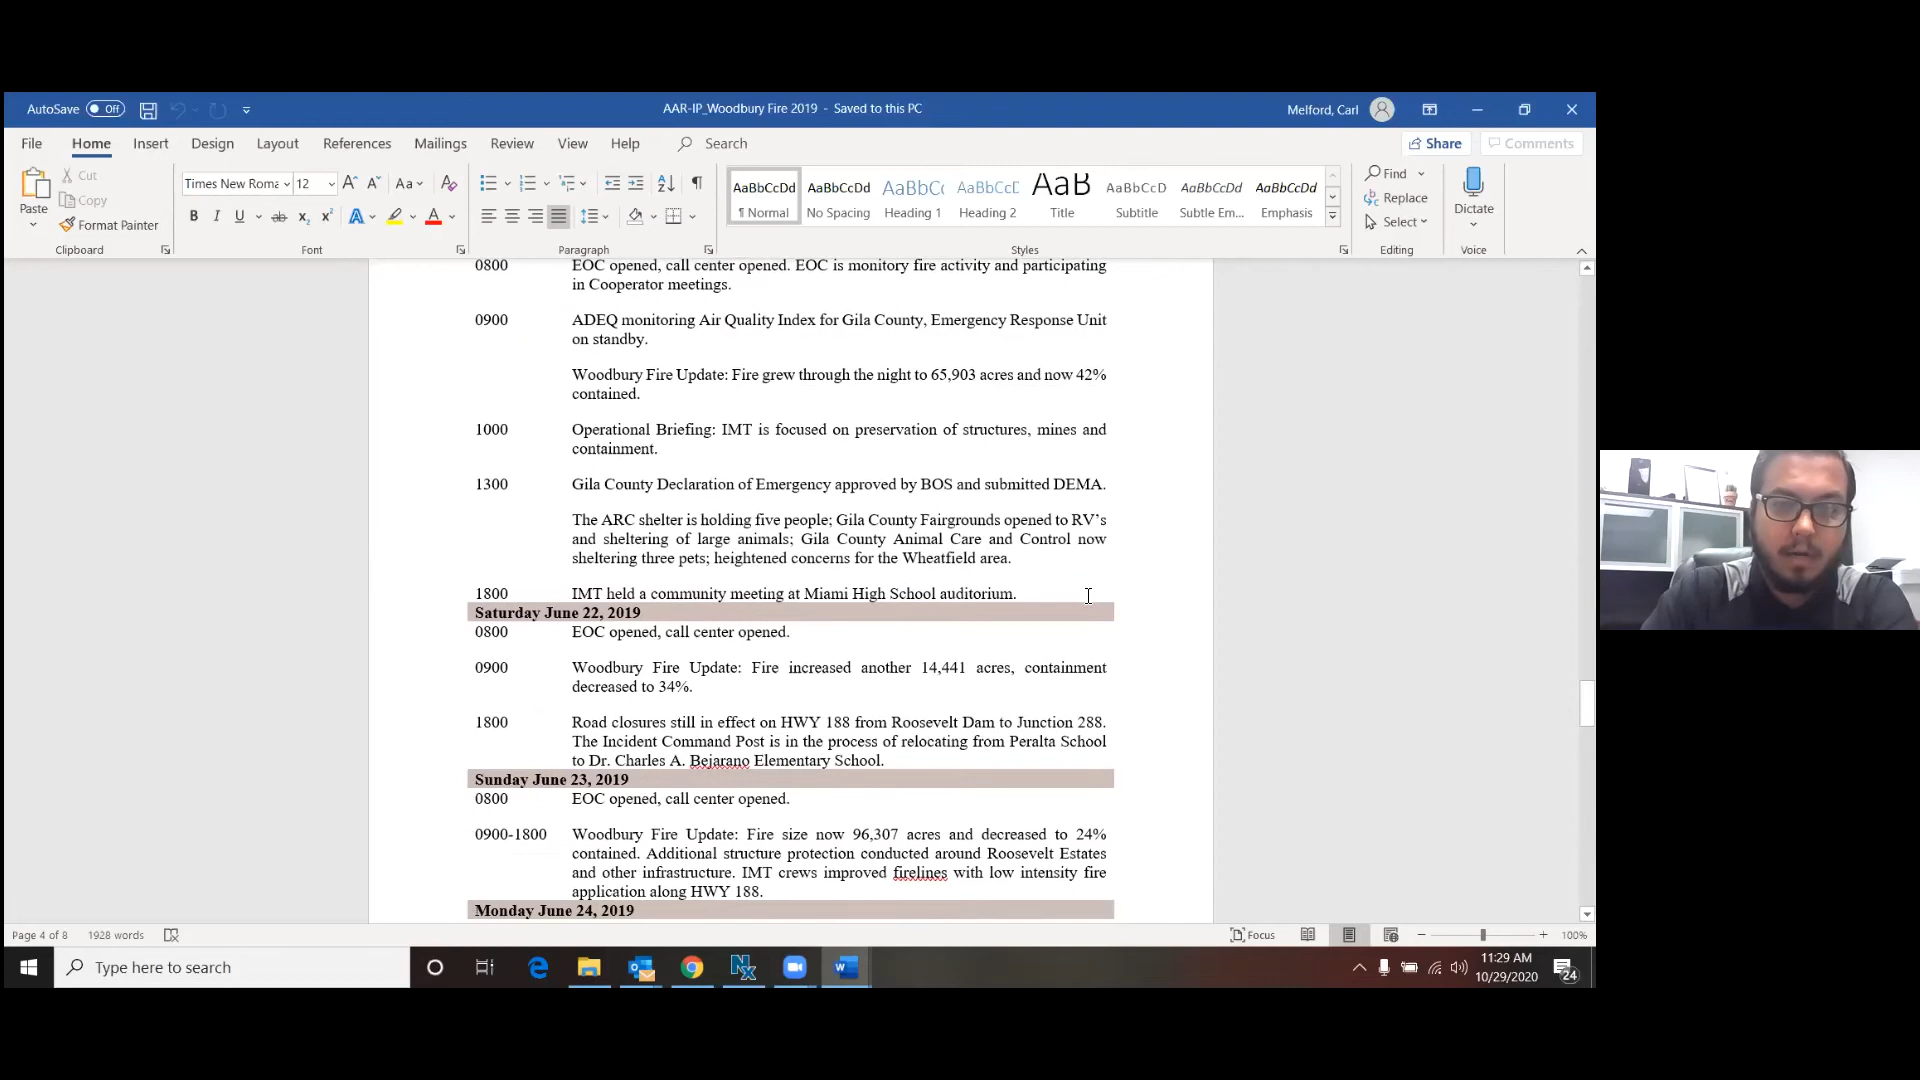 AutoSave Off AAR-IP_Woodbury Fire 2019 - Saved to this PC Melford, Carl
File Home Insert Design Layout References Mailings Review View Help Search Share Comments
Paste Cut Copy Format Painter
Times New Roma 12
AaBbCcDd AaBbCcDd AaBbCc AaBbCcD AaB AaBbCcD AaBbCcDd AaBbCcDd
¶ Normal No Spacing Heading 1 Heading 2 Title Subtitle Subtle Em... Emphasis
Find Replace Select Dictate
Clipboard Font Paragraph Styles Editing Voice
0800 EOC opened, call center opened. EOC is monitory fire activity and participating
in Cooperator meetings.
0900 ADEQ monitoring Air Quality Index for Gila County, Emergency Response Unit
on standby.
Woodbury Fire Update: Fire grew through the night to 65,903 acres and now 42%
contained.
1000 Operational Briefing: IMT is focused on preservation of structures, mines and
containment.
1300 Gila County Declaration of Emergency approved by BOS and submitted DEMA.
The ARC shelter is holding five people; Gila County Fairgrounds opened to RV's
and sheltering of large animals; Gila County Animal Care and Control now
sheltering three pets; heightened concerns for the Wheatfield area.
1800 IMT held a community meeting at Miami High School auditorium.
Saturday June 22, 2019
0800 EOC opened, call center opened.
0900 Woodbury Fire Update: Fire increased another 14,441 acres, containment
decreased to 34%.
1800 Road closures still in effect on HWY 188 from Roosevelt Dam to Junction 288.
The Incident Command Post is in the process of relocating from Peralta School
to Dr. Charles A. Bejarano Elementary School.
Sunday June 23, 2019
0800 EOC opened, call center opened.
0900-1800 Woodbury Fire Update: Fire size now 96,307 acres and decreased to 24%
contained. Additional structure protection conducted around Roosevelt Estates
and other infrastructure. IMT crews improved firelines with low intensity fire
application along HWY 188.
Monday June 24, 2019
Page 4 of 8 1928 words Focus 100%
Type here to search 11:29 AM
10/29/2020 24